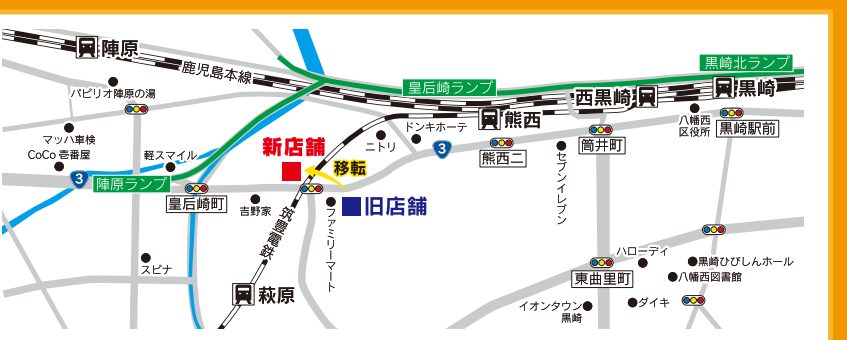 陣原
鹿児島本線
皇后崎ランプ
黒崎北ランプ
パピリオ陣原の湯
西黒崎
黒崎
熊西
八幡西
区役所
黒崎駅前
マッハ車検
CoCo 壱番屋
軽スマイル
新店舗
移転
ニトリ
ドンキホーテ
3
熊西二
筒井町
セブンイレブン
3
陣原ランプ
皇后崎町
吉野家
筑豊電鉄
ファミリーマート
旧店舗
スピナ
萩原
ハローディ
東曲里町
黒崎ひびしんホール
八幡西図書館
イオンタウン
黒崎
ダイキ